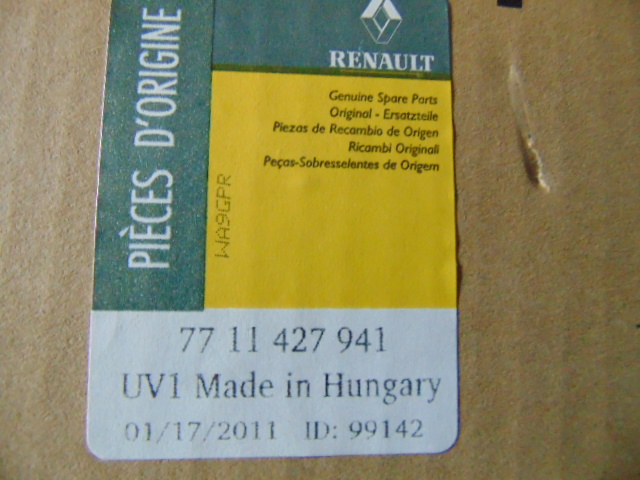 PIÈCES D'ORIGINE
RENAULT
Genuine Spare Parts
Original - Ersatzteile
Piezas de Recambio de Origen
Ricambi Originali
Peças-Sobresselentes de Origem
WA9GPR
77 11 427 941
UV1 Made in Hungary
01/17/2011 ID: 99142